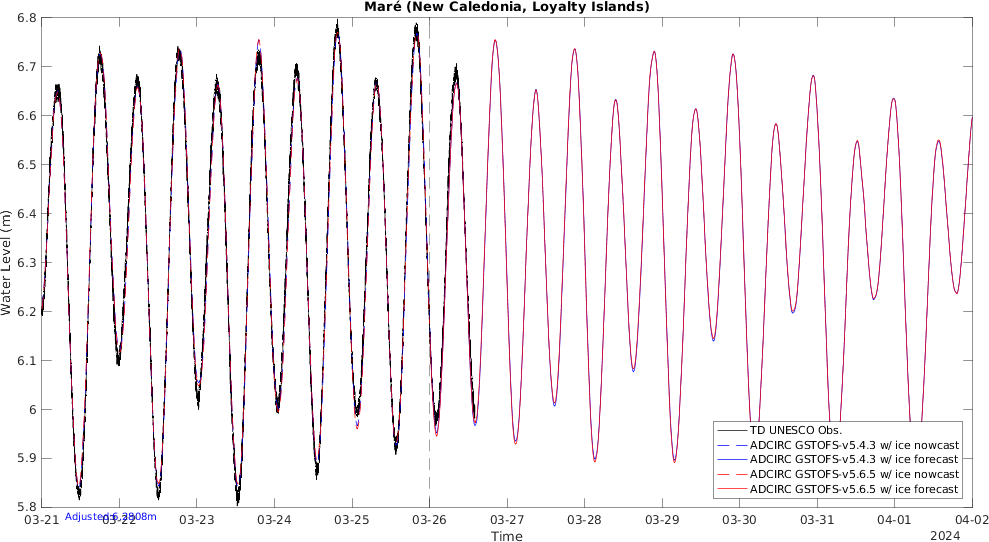 Maré (New Caledonia, Loyalty Islands)
6.8
6.7
6.6
6.5
6.4
6.3
6.2
6.1
6
5.9
5.8
Water Level (m)
TD UNESCO Obs.
ADCIRC GSTOFS-v5.4.3 w/ ice nowcast
ADCIRC GSTOFS-v5.4.3 w/ ice forecast
ADCIRC GSTOFS-v5.6.5 w/ ice nowcast
ADCIRC GSTOFS-v5.6.5 w/ ice forecast
03-21 03-22 03-23 03-24 03-25 03-26 03-27 03-28 03-29 03-30 03-31 04-01 04-02
Adjusted 6.2808m
Time
2024